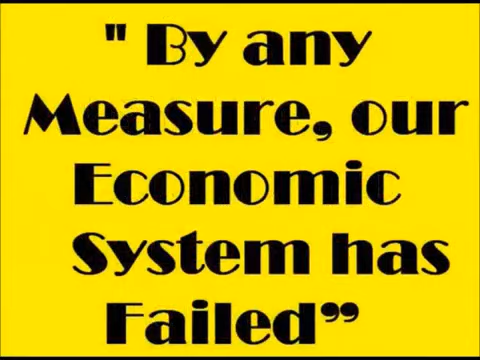 " By any
Measure, our
Economic
System has
Failed”